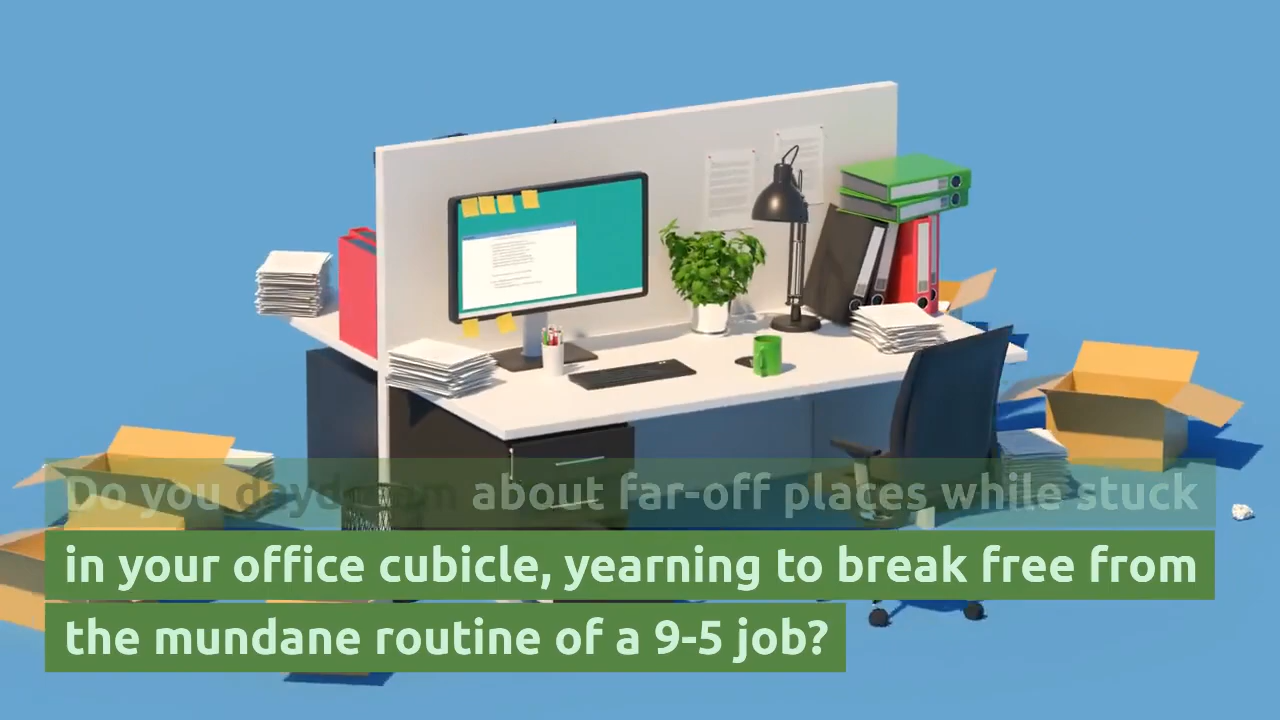 Do you daydream about far-off places while stuck
in your office cubicle, yearning to break free from
the mundane routine of a 9-5 job?